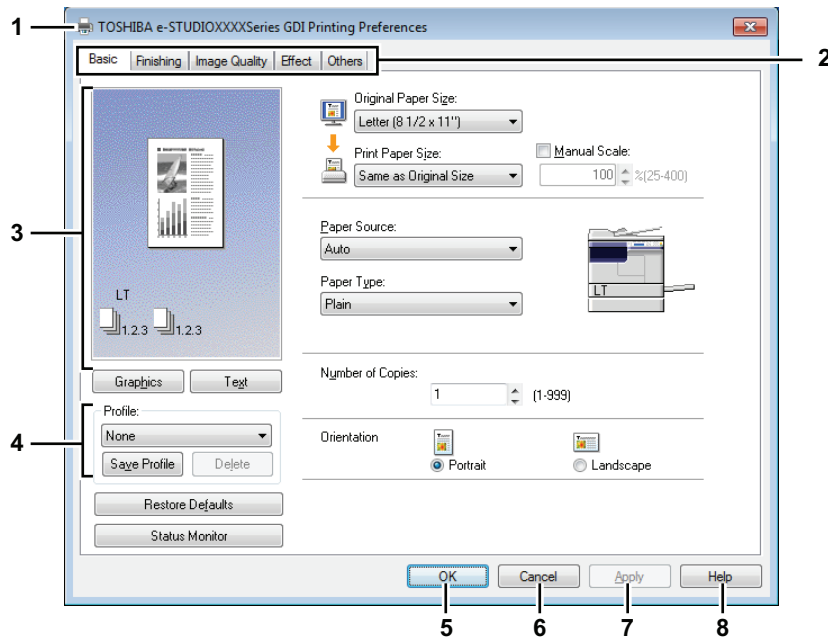 1
TOSHIBA e-STUDIOXXXXSeries GDI Printing Preferences
Basic Finishing Image Quality Effect Others
2
3
LT
1.2.3 1.2.3
Graphics Text
4
Profile:
None
Save Profile Delete
Restore Defaults
Status Monitor
Original Paper Size:
Letter (8 1/2 x 11")
Print Paper Size:
Same as Original Size
Manual Scale:
100 %(25-400)
Paper Source:
Auto
Paper Type:
Plain
LT
Number of Copies:
1 (1-999)
Orientation
Portrait Landscape
OK Cancel Apply Help
5 6 7 8